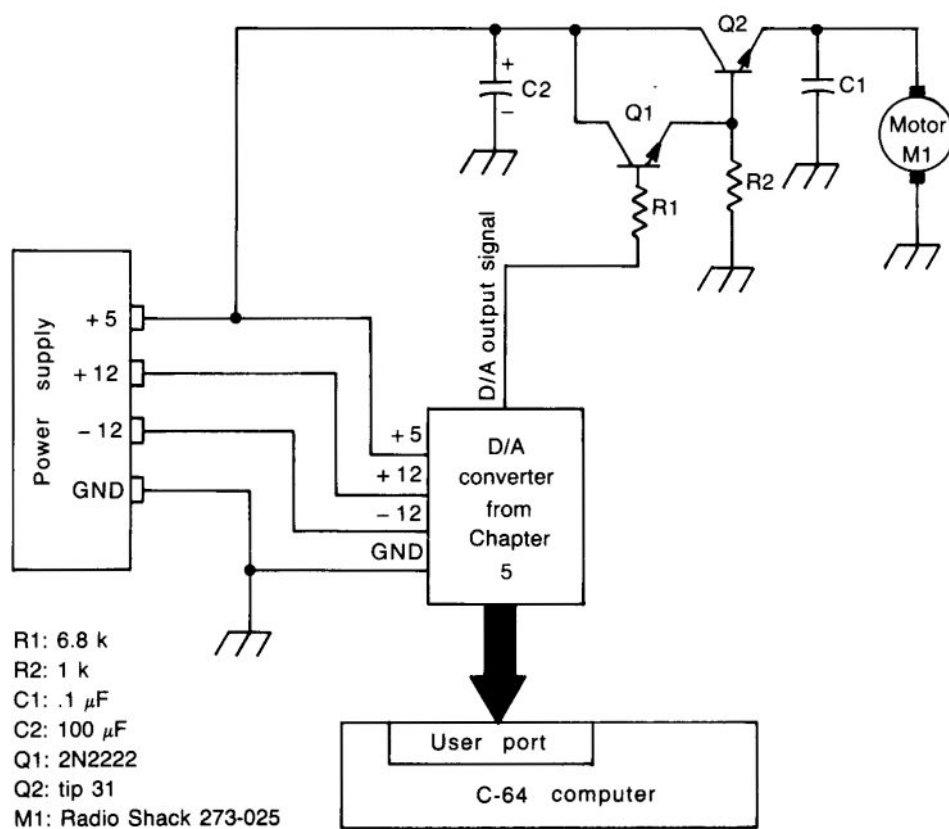 Q2
+
C2
−
Q1
C1
Motor
M1
R1
R2
D/A output signal
Power supply
+ 5
+ 12
− 12
GND
+ 5
+ 12
− 12
GND
D/A
converter
from
Chapter
5
R1: 6.8 k
R2: 1 k
C1: .1 µF
C2: 100 µF
Q1: 2N2222
Q2: tip 31
M1: Radio Shack 273-025
User port
C-64 computer